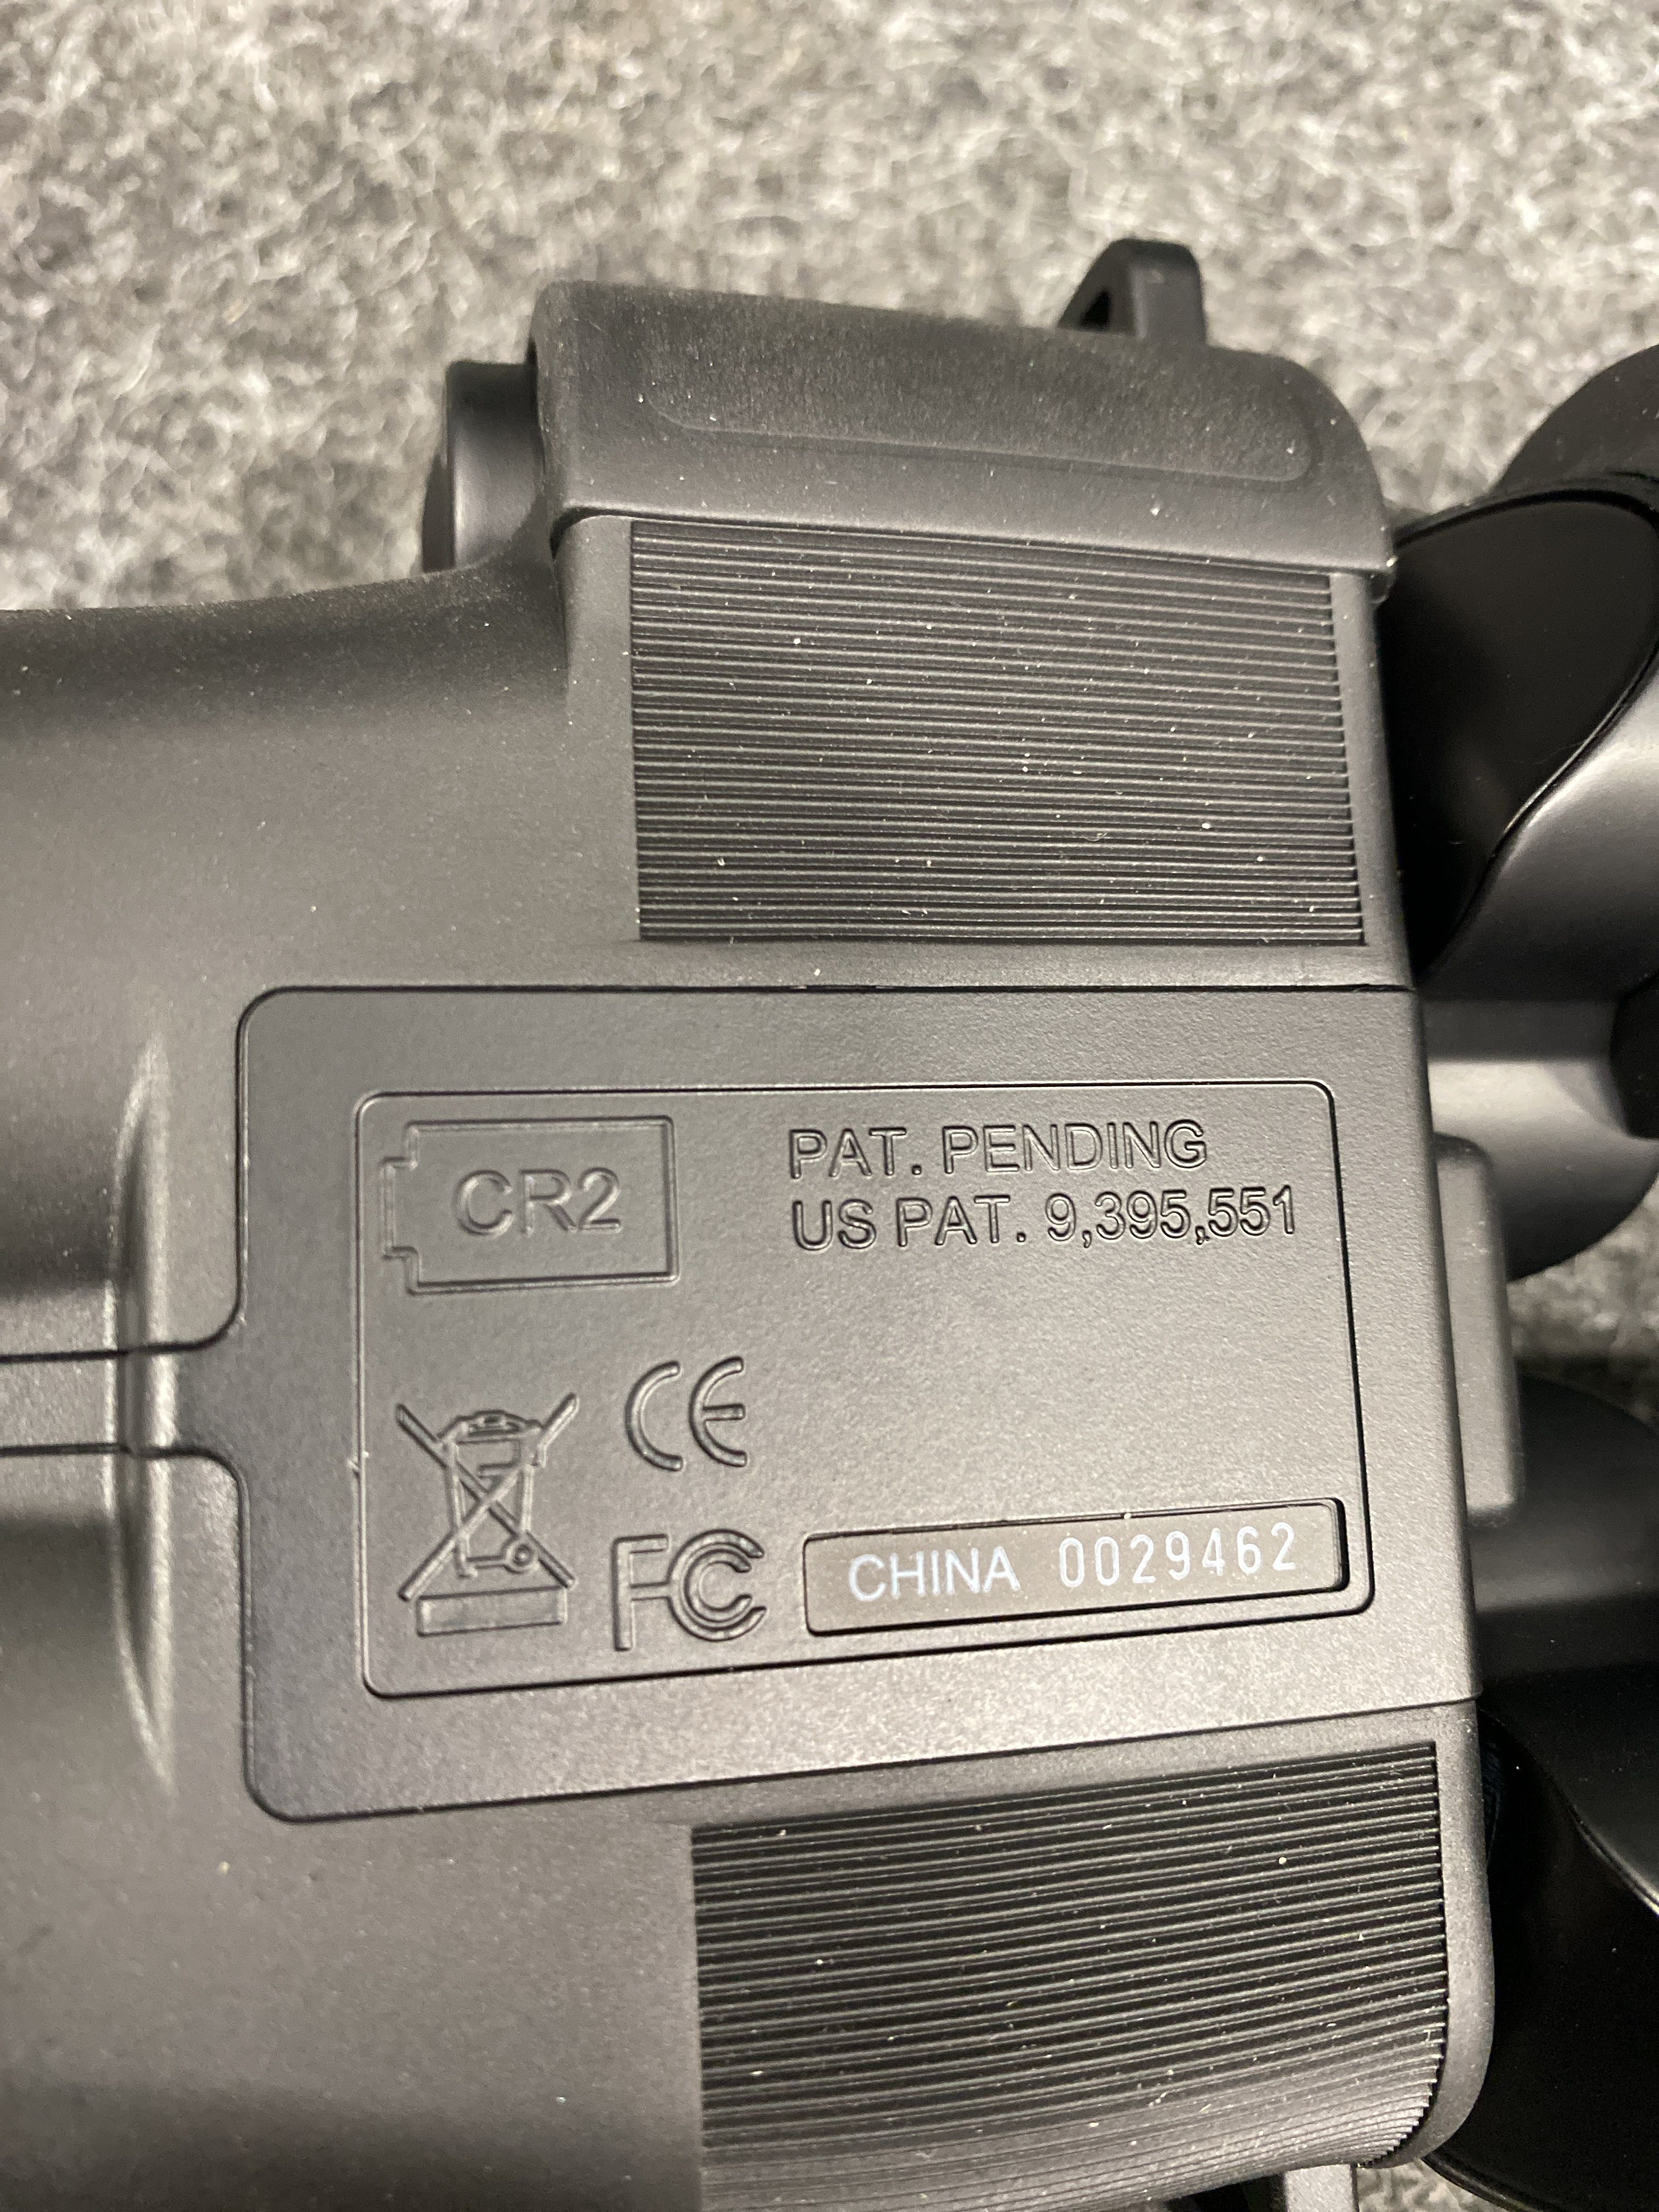 CR2
PAT. PENDING
US PAT. 9,395,551
CE
FC
CHINA 0029462